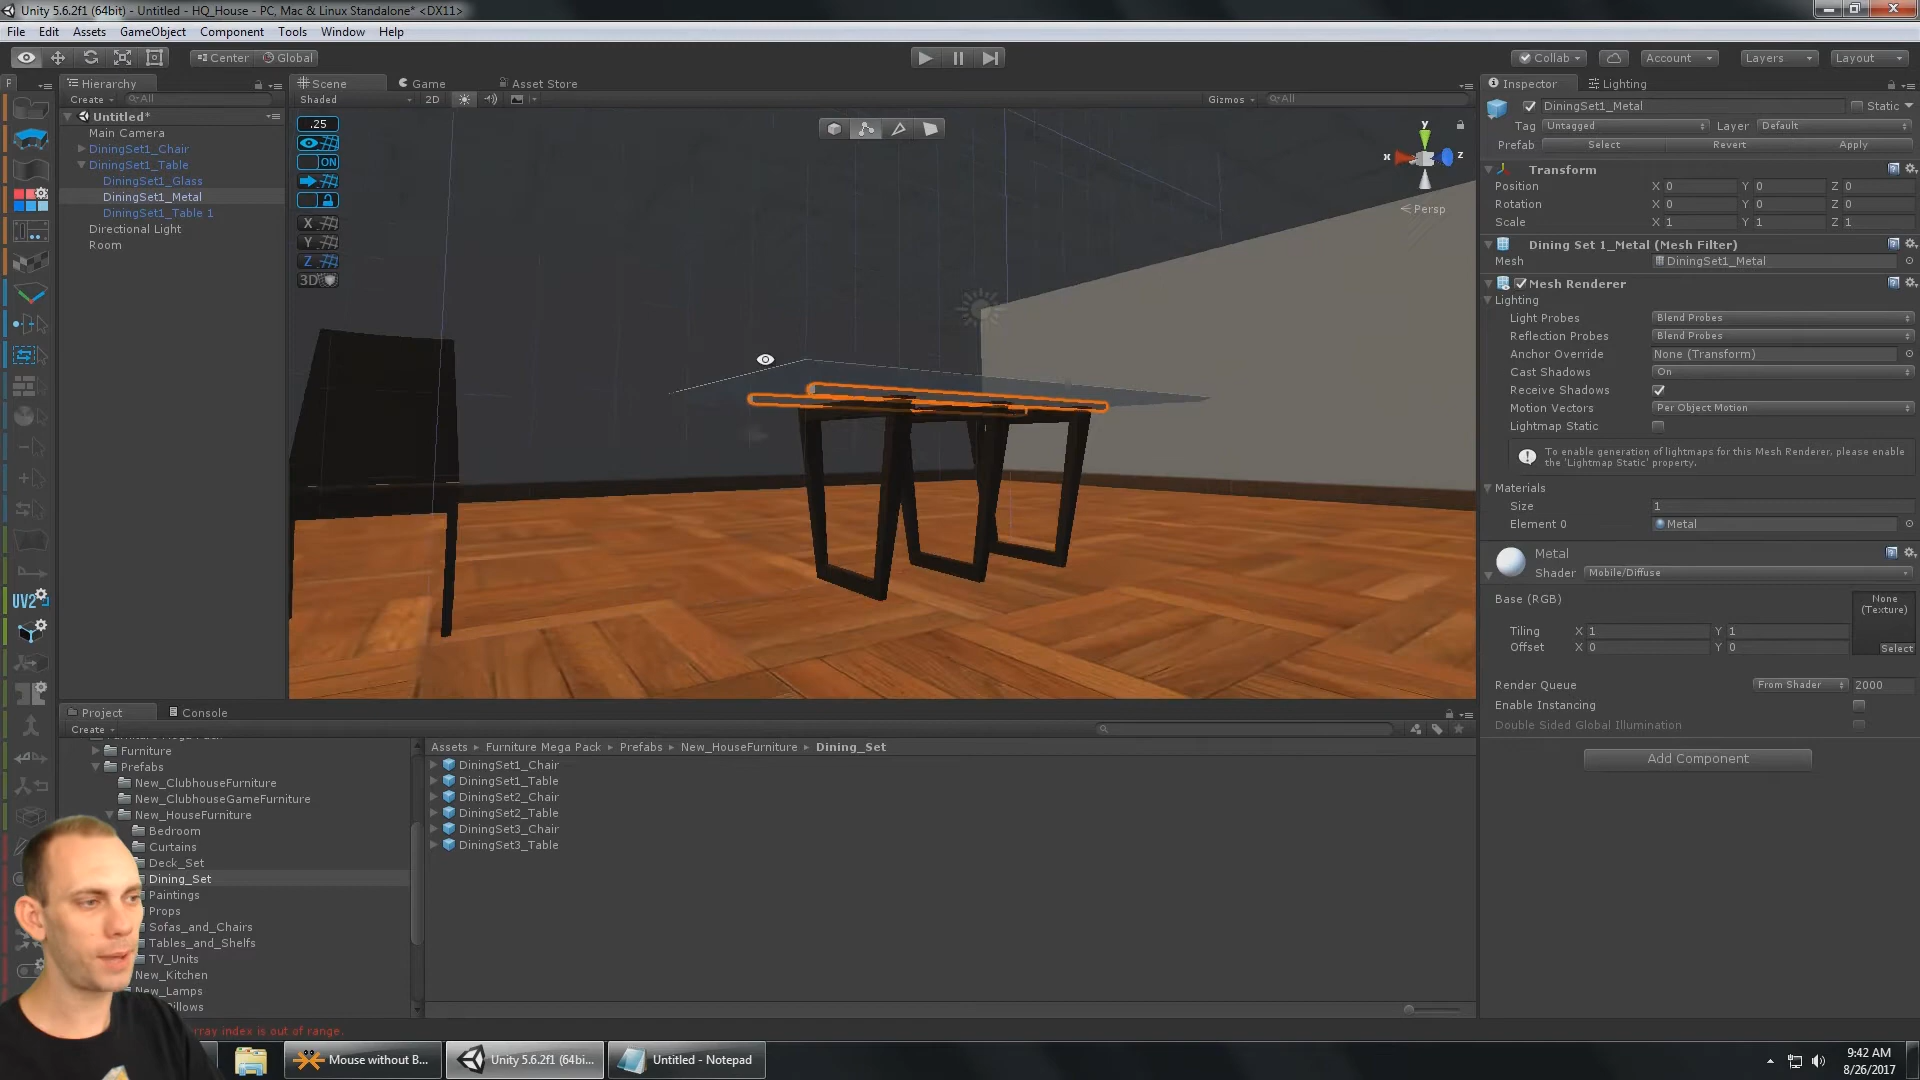 Unity 5.6.2f1 (64bit) - Untitled - HQ_House - PC, Mac & Linux Standalone* <DX11>
File Edit Assets GameObject Component Tools Window Help
Center Global Collab Account Layers Layout
Hierarchy
Create All
Untitled*
Main Camera
DiningSet1_Chair
DiningSet1_Table
DiningSet1_Glass
DiningSet1_Metal
DiningSet1_Table 1
Directional Light
Room
UV2
Scene Game Asset Store
Shaded 2D Gizmos All
.25
ON
X
Y
Z
3D
y
x z
Persp
Inspector Lighting
DiningSet1_Metal Static
Tag Untagged Layer Default
Prefab Select Revert Apply
Transform
Position X 0 Y 0 Z 0
Rotation X 0 Y 0 Z 0
Scale X 1 Y 1 Z 1
Dining Set 1_Metal (Mesh Filter)
Mesh DiningSet1_Metal
Mesh Renderer
Lighting
Light Probes Blend Probes
Reflection Probes Blend Probes
Anchor Override None (Transform)
Cast Shadows On
Receive Shadows
Motion Vectors Per Object Motion
Lightmap Static
To enable generation of lightmaps for this Mesh Renderer, please enable
the 'Lightmap Static' property.
Materials
Size 1
Element 0 Metal
Metal
Shader Mobile/Diffuse
Base (RGB) None
(Texture)
Tiling X 1 Y 1
Offset X 0 Y 0 Select
Render Queue From Shader 2000
Enable Instancing
Double Sided Global Illumination
Add Component
Project Console
Create
Furniture
Prefabs
New_ClubhouseFurniture
New_ClubhouseGameFurniture
New_HouseFurniture
Bedroom
Curtains
Deck_Set
Dining_Set
Paintings
Props
Sofas_and_Chairs
Tables_and_Shelfs
TV_Units
New_Kitchen
New_Lamps
Assets Furniture Mega Pack Prefabs New_HouseFurniture Dining_Set
DiningSet1_Chair
DiningSet1_Table
DiningSet2_Chair
DiningSet2_Table
DiningSet3_Chair
DiningSet3_Table
index is out of range.
Mouse without B... Unity 5.6.2f1 (64bi... Untitled - Notepad
9:42 AM
8/26/2017